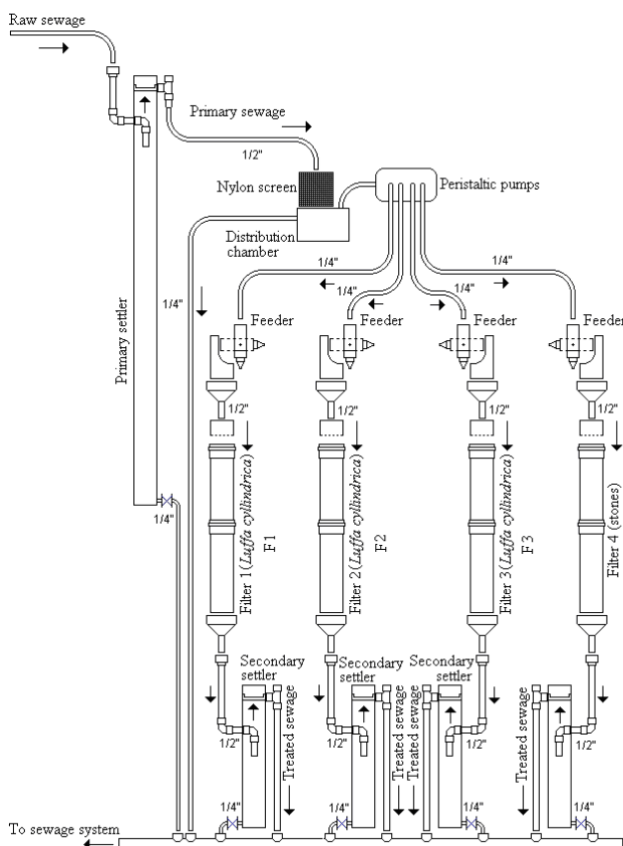 Raw sewage
Primary sewage
1/2"
Nylon screen
Peristaltic pumps
Distribution
chamber
Primary settler
1/4"
1/4"
1/4"
1/4"
1/4"
Feeder
Feeder
Feeder
Feeder
1/2"
1/2"
1/2"
1/2"
Filter 1 (Luffa cyllindrica)
F1
Filter 2 (Luffa cyllindrica)
F2
Filter 3 (Luffa cyllindrica)
F3
Filter 4 (stones)
1/4"
Secondary
settler
Secondary
settler
Secondary
settler
Treated sewage
Treated sewage
Treated sewage
Treated sewage
1/2"
1/2"
1/2"
1/2"
1/4"
1/4"
1/4"
1/4"
To sewage system